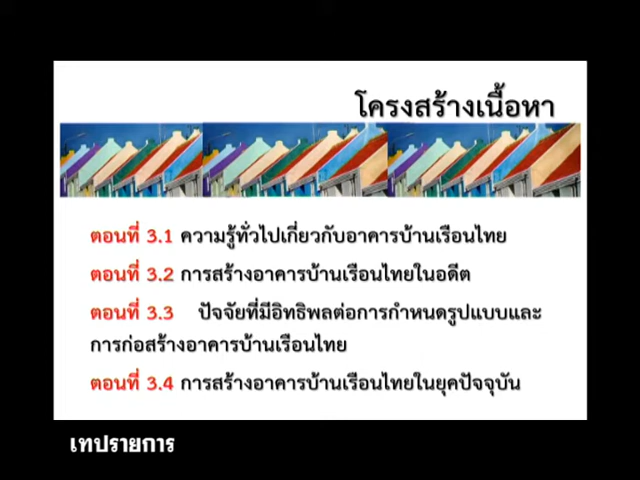 โครงสร้างเนื้อหา
ตอนที่ 3.1 ความรู้ทั่วไปเกี่ยวกับอาคารบ้านเรือนไทย
ตอนที่ 3.2 การสร้างอาคารบ้านเรือนไทยในอดีต
ตอนที่ 3.3 ปัจจัยที่มีอิทธิพลต่อการกำหนดรูปแบบและ
การก่อสร้างอาคารบ้านเรือนไทย
ตอนที่ 3.4 การสร้างอาคารบ้านเรือนไทยในยุคปัจจุบัน
เทปรายการ